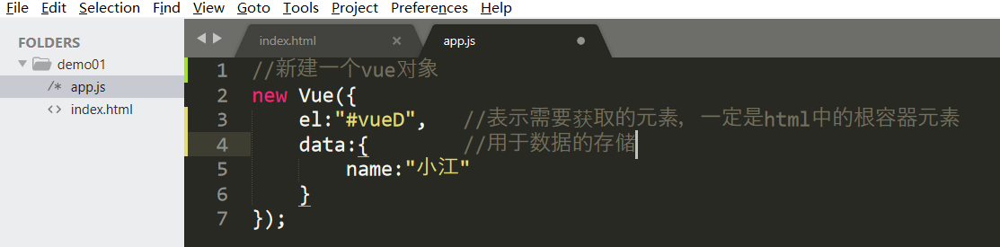 File Edit Selection Find View Goto Tools Project Preferences Help
FOLDERS
demo01
/* app.js
<> index.html
index.html × app.js
1 //新建一个vue对象
2 new Vue({
3 el:"#vueD", //表示需要获取的元素, 一定是html中的根容器元素
4 data:{ //用于数据的存储
5 name:"小江"
6 }
7 });